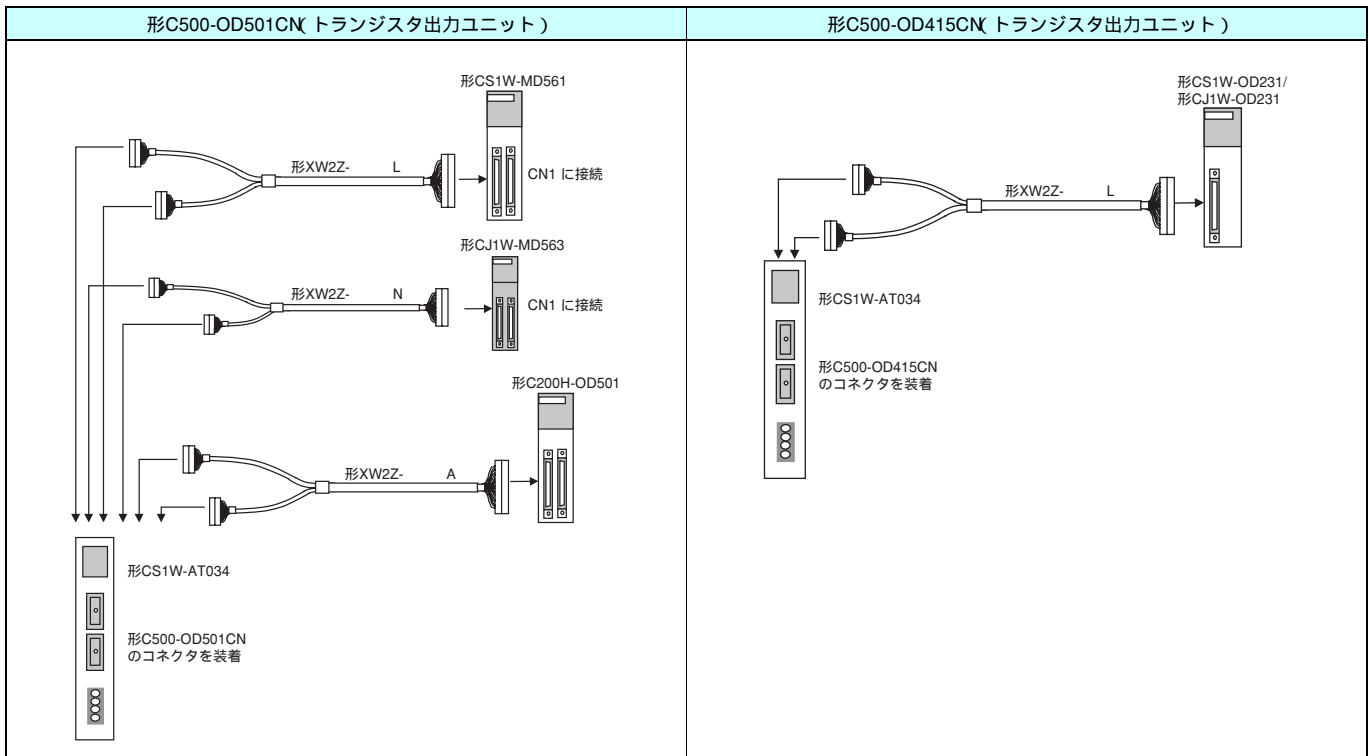 形C500-OD501CN(トランジスタ出力ユニット)
形CS1W-MD561
形XW2Z- L
CN1 に接続
形CJ1W-MD563
形XW2Z- N
CN1 に接続
形C200H-OD501
形XW2Z- A
形CS1W-AT034
形C500-OD501CN
のコネクタを装着
形C500-OD415CN(トランジスタ出力ユニット)
形CS1W-OD231/
形CJ1W-OD231
形XW2Z- L
形CS1W-AT034
形C500-OD415CN
のコネクタを装着